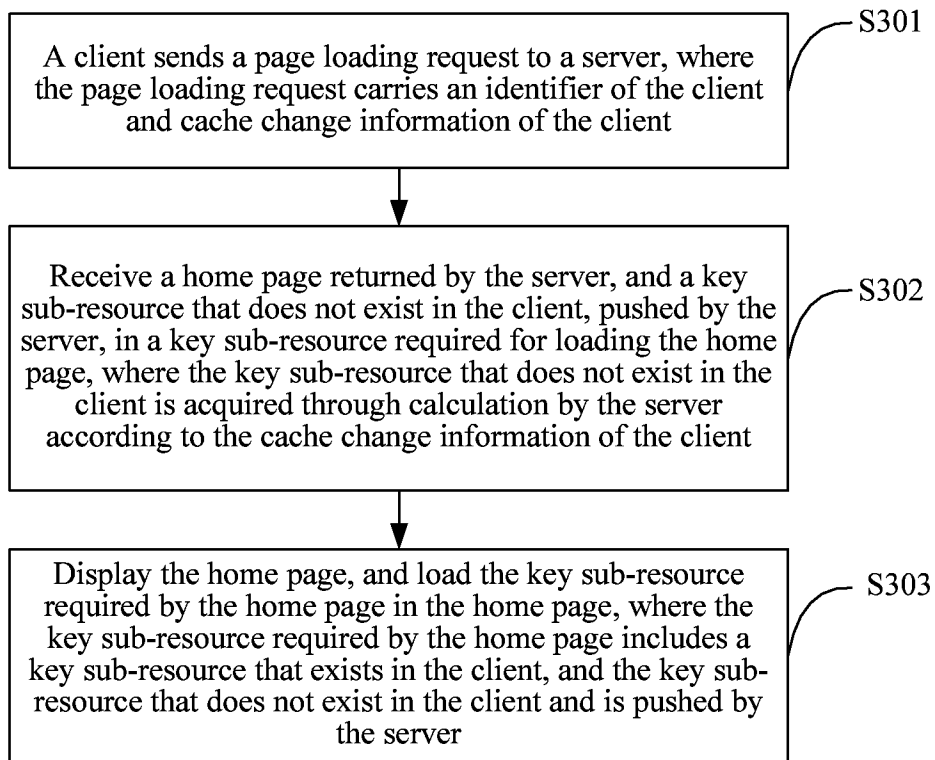 S301
A client sends a page loading request to a server, where
the page loading request carries an identifier of the client
and cache change information of the client
S302
Receive a home page returned by the server, and a key
sub-resource that does not exist in the client, pushed by the
server, in a key sub-resource required for loading the home
page, where the key sub-resource that does not exist in the
client is acquired through calculation by the server
according to the cache change information of the client
S303
Display the home page, and load the key sub-resource
required by the home page in the home page, where the
key sub-resource required by the home page includes a
key sub-resource that exists in the client, and the key sub-
resource that does not exist in the client and is pushed by
the server